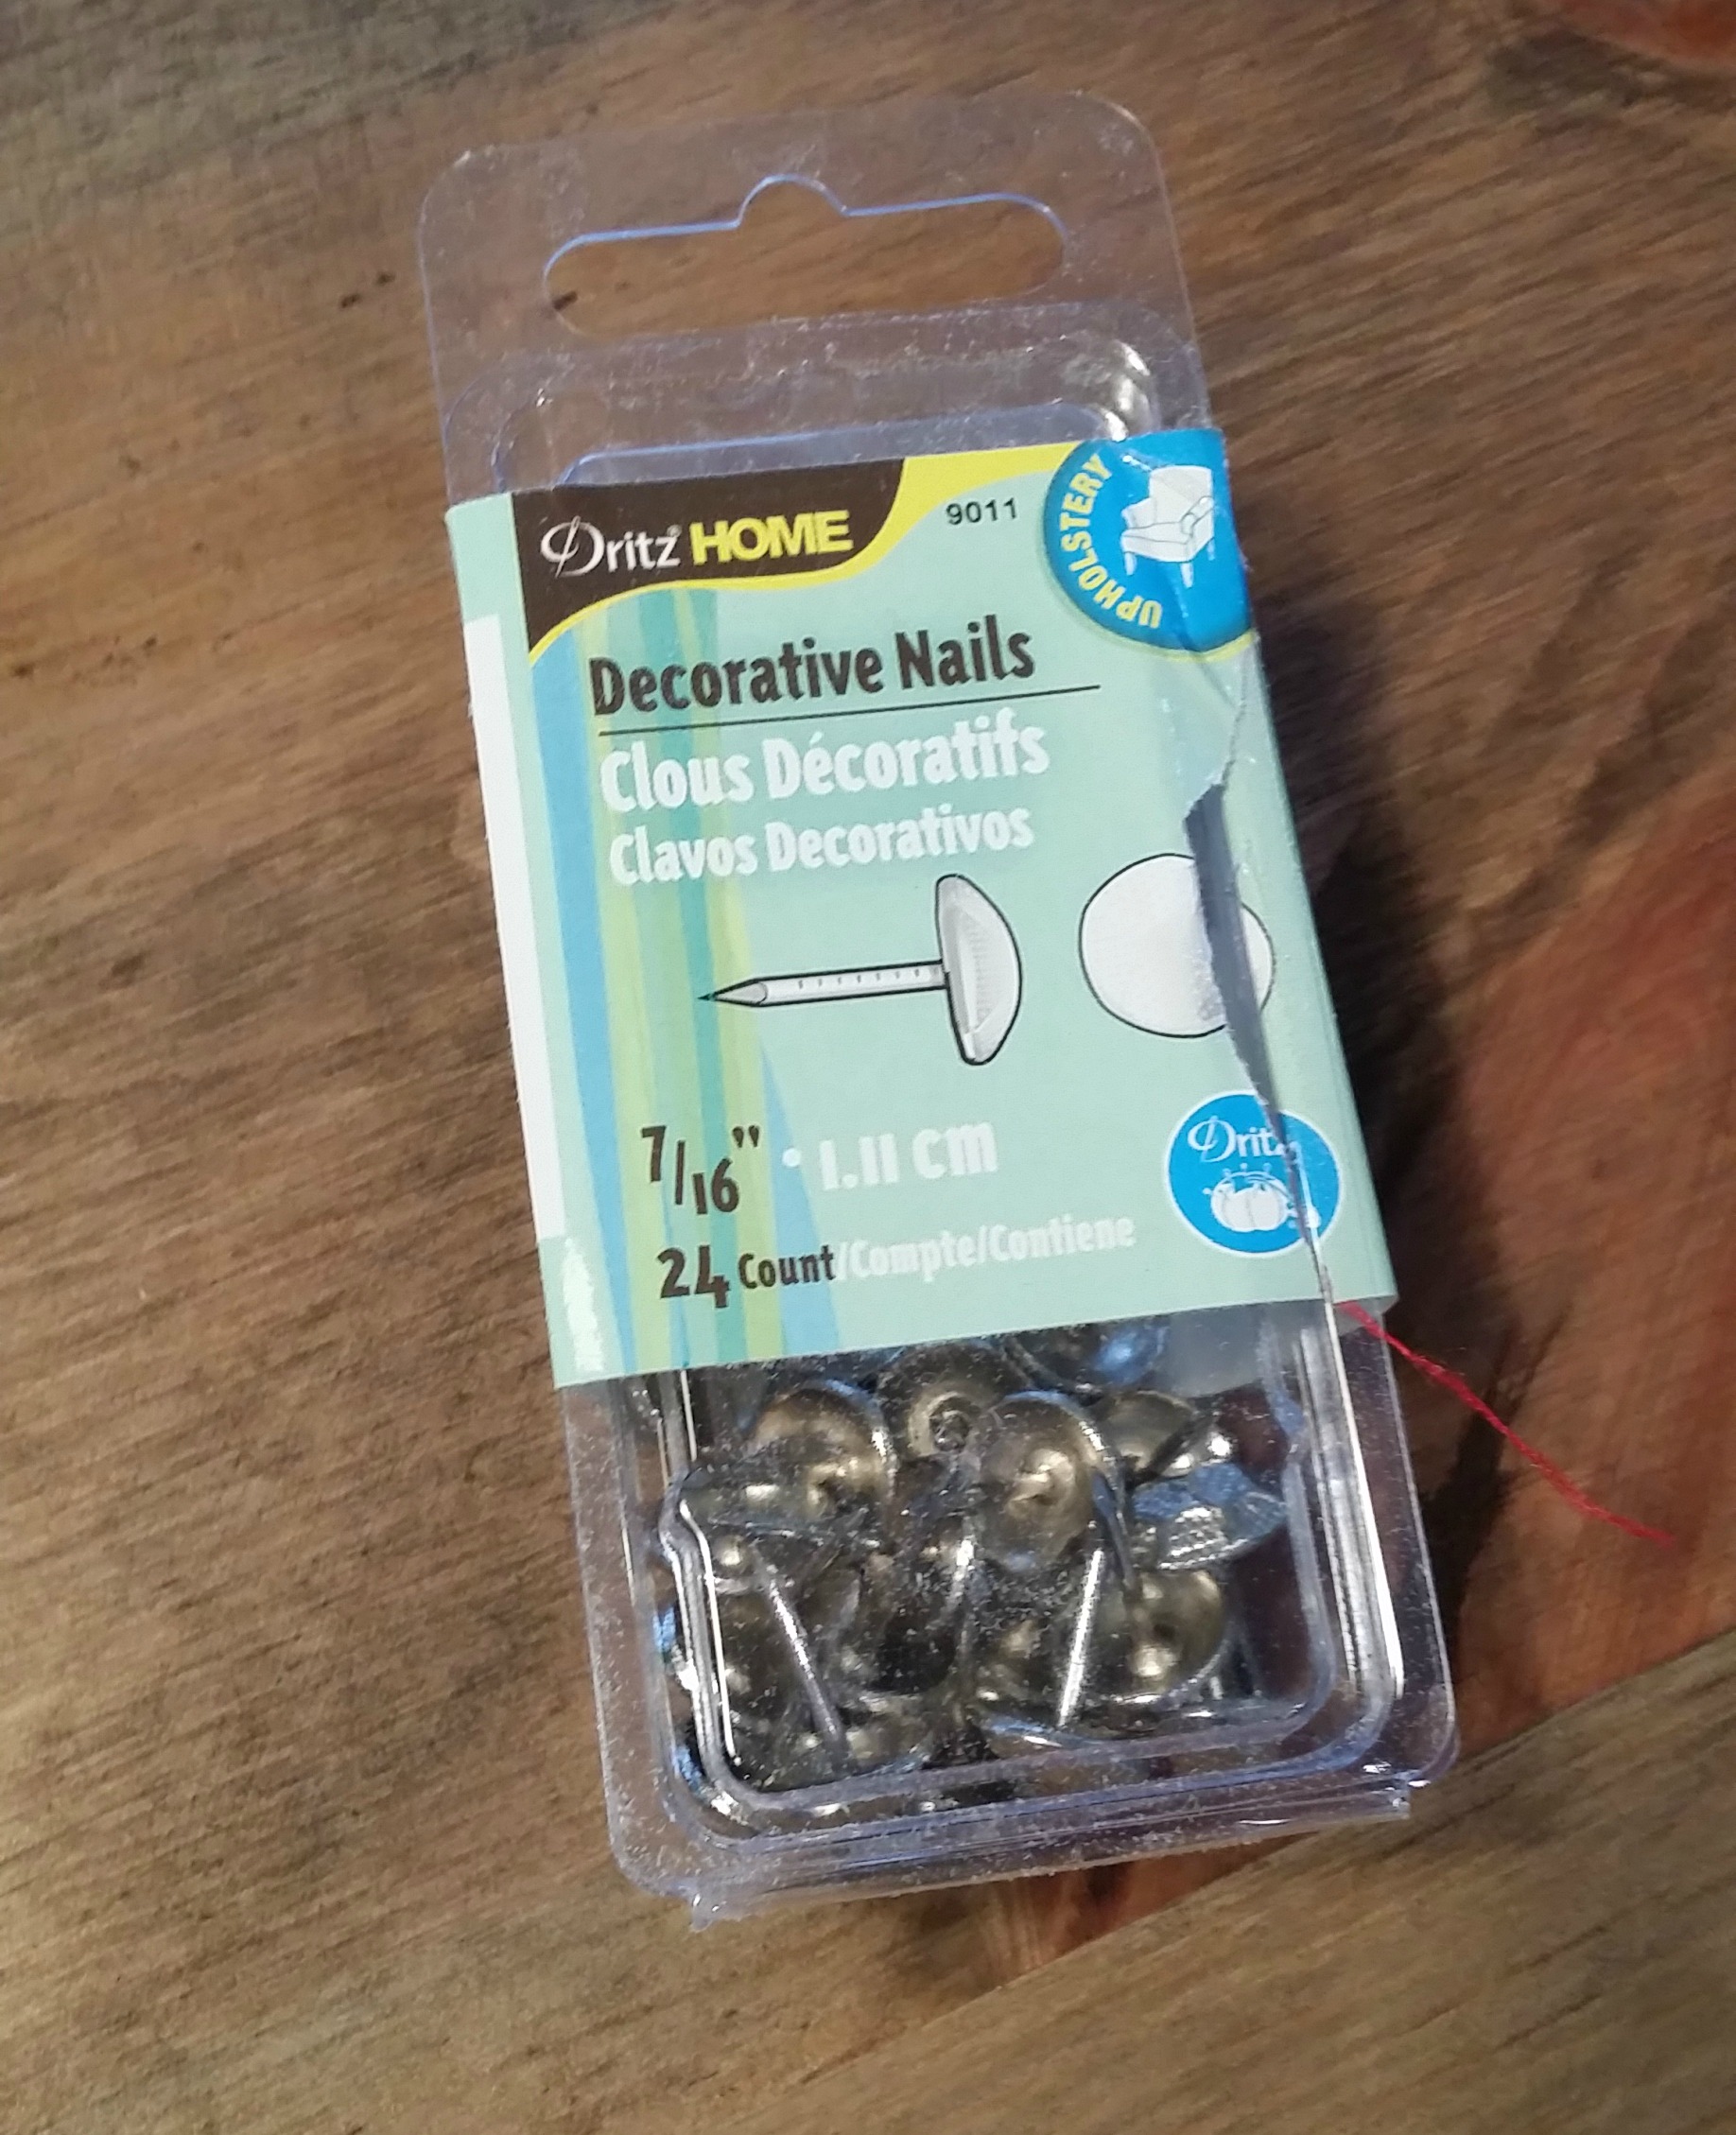 Dritz® HOME
9011
UPHOLSTERY
Decorative Nails
Clous Décoratifs
Clavos Decorativos
7/16" • 1.11 cm
24 Count/Compte/Contiene
Dritz